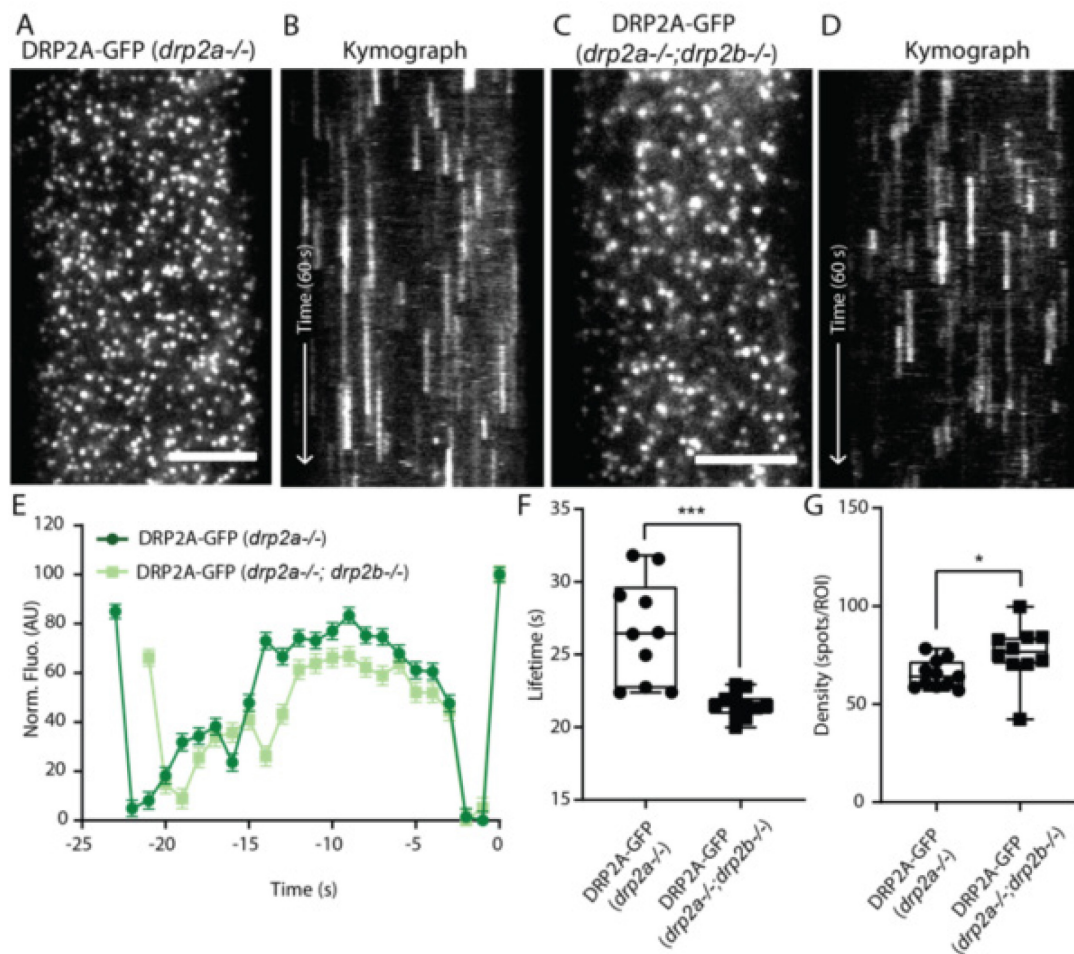 A
DRP2A-GFP (drp2a-/-)
B
Kymograph
Time (60 s)
C
DRP2A-GFP
(drp2a-/-;drp2b-/-)
D
Kymograph
Time (60 s)
E
120
100
80
60
40
20
0
Norm. Fluo. (AU)
DRP2A-GFP (drp2a-/-)
DRP2A-GFP (drp2a-/-; drp2b-/-)
-25
-20
-15
-10
-5
0
Time (s)
F
***
35
30
25
20
15
Lifetime (s)
DRP2A-GFP
(drp2a-/-)
DRP2A-GFP
(drp2a-/-;drp2b-/-)
G
*
150
100
50
0
Density (spots/ROI)
DRP2A-GFP
(drp2a-/-)
DRP2A-GFP
(drp2a-/-;drp2b-/-)